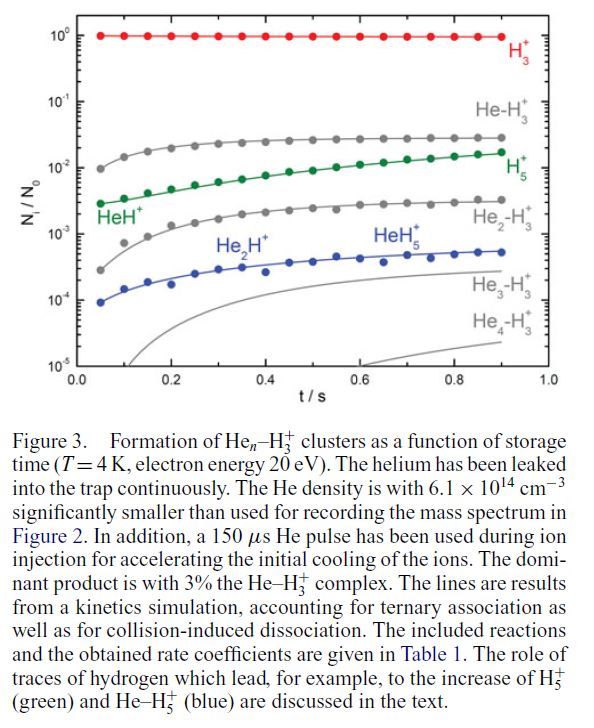 10⁰
H₃⁺
10⁻¹
He-H₃⁺
10⁻²
H₅⁺
Nᵢ / N₀
HeH⁺
10⁻³
He₂H⁺
HeH₅⁺
He₂-H₃⁺
10⁻⁴
He₃-H₃⁺
He₄-H₃⁺
10⁻⁵
0.0 0.2 0.4 0.6 0.8 1.0
t / s
Figure 3. Formation of Heₙ–H₃⁺ clusters as a function of storage
time (T = 4 K, electron energy 20 eV). The helium has been leaked
into the trap continuously. The He density is with 6.1 × 10¹⁴ cm⁻³
significantly smaller than used for recording the mass spectrum in
Figure 2. In addition, a 150 μs He pulse has been used during ion
injection for accelerating the initial cooling of the ions. The domi-
nant product is with 3% the He–H₃⁺ complex. The lines are results
from a kinetics simulation, accounting for ternary association as
well as for collision-induced dissociation. The included reactions
and the obtained rate coefficients are given in Table 1. The role of
traces of hydrogen which lead, for example, to the increase of H₅⁺
(green) and He–H₅⁺ (blue) are discussed in the text.